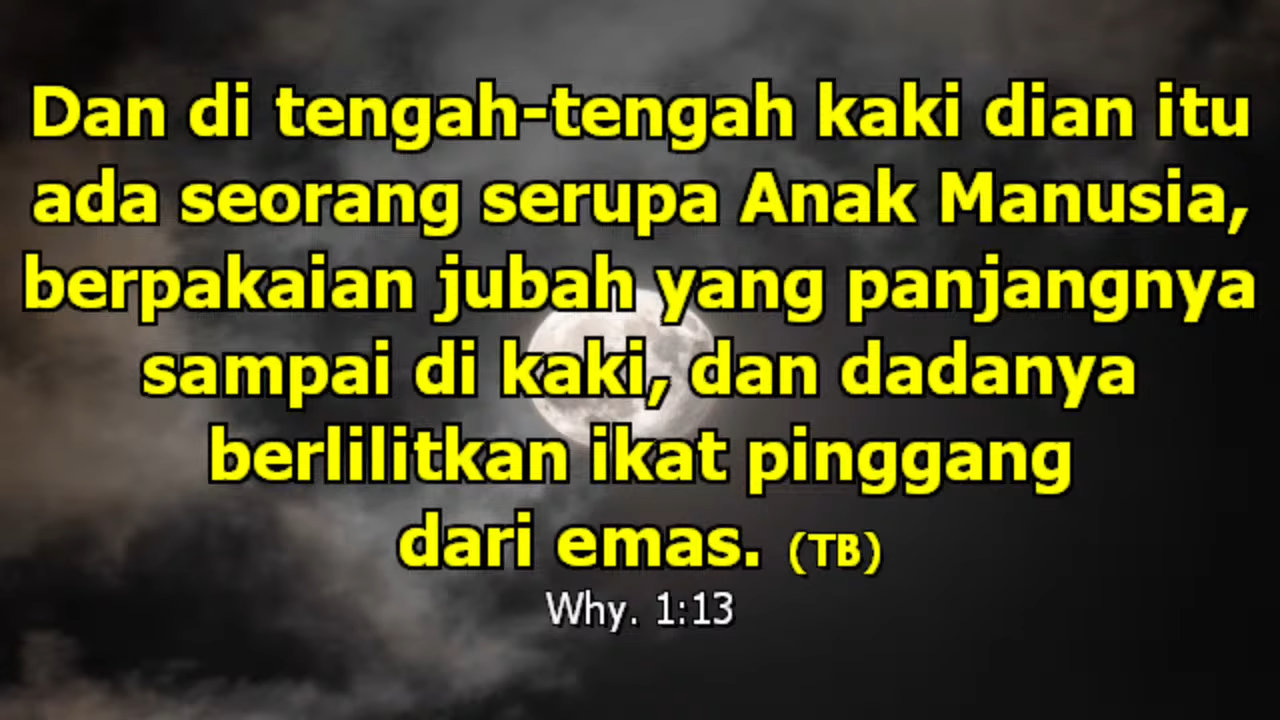 Dan di tengah-tengah kaki dian itu
ada seorang serupa Anak Manusia,
berpakaian jubah yang panjangnya
sampai di kaki, dan dadanya
berlilitkan ikat pinggang
dari emas. (TB)
Why. 1:13